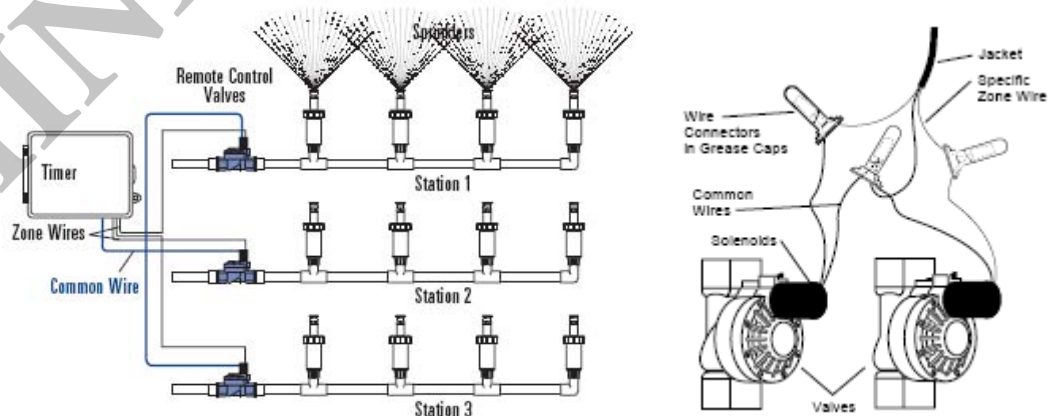 Sprinklers
Remote Control
Valves
Timer
Station 1
Zone Wires
Common Wire
Station 2
Station 3
Jacket
Specific
Zone Wire
Wire
Connectors
in Grease Caps
Common
Wires
Solenoids
Valves